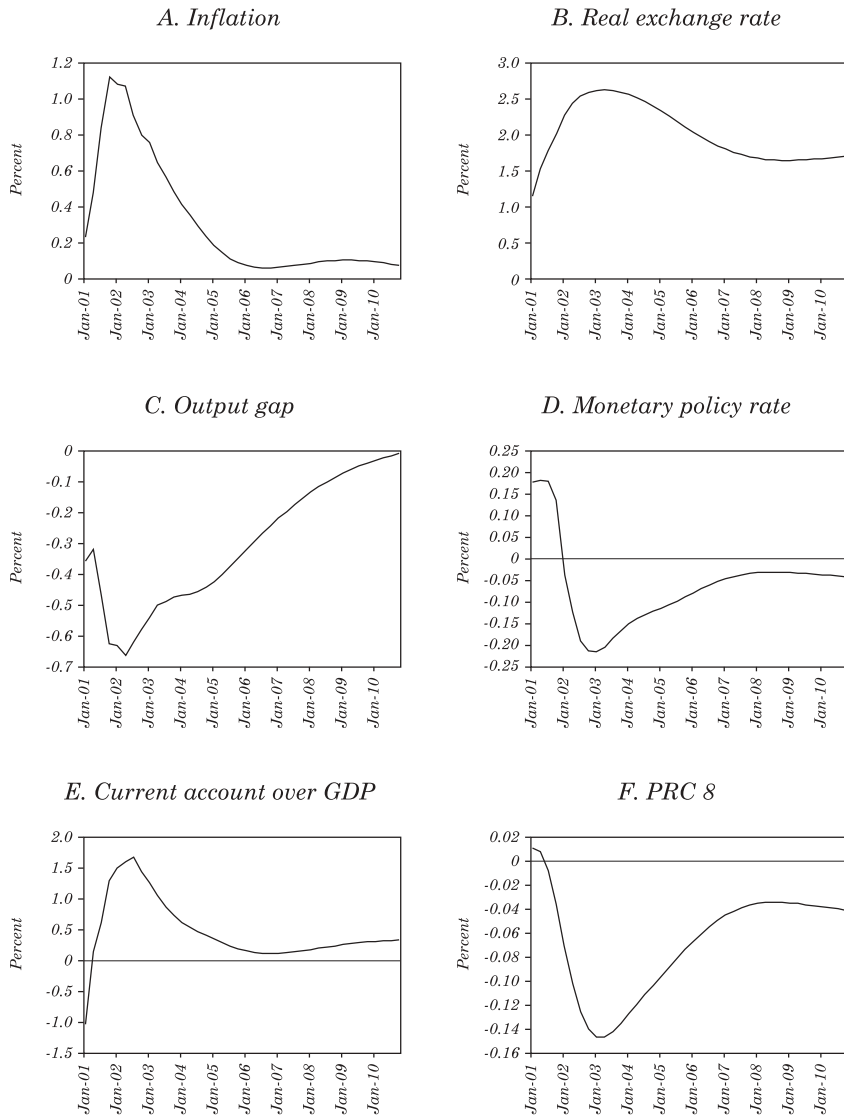 A. Inflation
Percent
1.2
1.0
0.8
0.6
0.4
0.2
0
Jan-01
Jan-02
Jan-03
Jan-04
Jan-05
Jan-06
Jan-07
Jan-08
Jan-09
Jan-10
B. Real exchange rate
Percent
3.0
2.5
2.0
1.5
1.0
0.5
0
Jan-01
Jan-02
Jan-03
Jan-04
Jan-05
Jan-06
Jan-07
Jan-08
Jan-09
Jan-10
C. Output gap
Percent
0
-0.1
-0.2
-0.3
-0.4
-0.5
-0.6
-0.7
Jan-01
Jan-02
Jan-03
Jan-04
Jan-05
Jan-06
Jan-07
Jan-08
Jan-09
Jan-10
D. Monetary policy rate
Percent
0.25
0.20
0.15
0.10
0.05
0
-0.05
-0.10
-0.15
-0.20
-0.25
Jan-01
Jan-02
Jan-03
Jan-04
Jan-05
Jan-06
Jan-07
Jan-08
Jan-09
Jan-10
E. Current account over GDP
Percent
2.0
1.5
1.0
0.5
0
-0.5
-1.0
-1.5
Jan-01
Jan-02
Jan-03
Jan-04
Jan-05
Jan-06
Jan-07
Jan-08
Jan-09
Jan-10
F. PRC 8
Percent
0.02
0
-0.02
-0.04
-0.06
-0.08
-0.10
-0.12
-0.14
-0.16
Jan-01
Jan-02
Jan-03
Jan-04
Jan-05
Jan-06
Jan-07
Jan-08
Jan-09
Jan-10